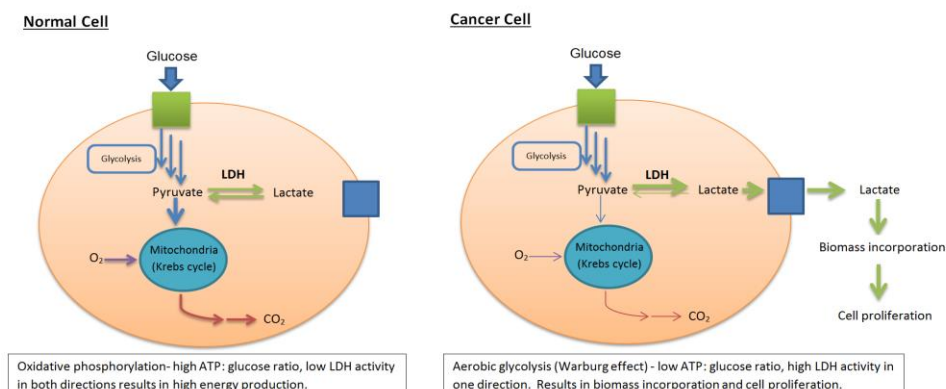 Normal Cell
Glucose
Glycolysis
LDH
Pyruvate
Lactate
O2
Mitochondria
(Krebs cycle)
CO2
Oxidative phosphorylation- high ATP: glucose ratio, low LDH activity
in both directions results in high energy production.
Cancer Cell
Glucose
Glycolysis
LDH
Pyruvate
Lactate
Lactate
Biomass incorporation
Cell proliferation
O2
Mitochondria
(Krebs cycle)
CO2
Aerobic glycolysis (Warburg effect) - low ATP: glucose ratio, high LDH activity in
one direction. Results in biomass incorporation and cell proliferation.